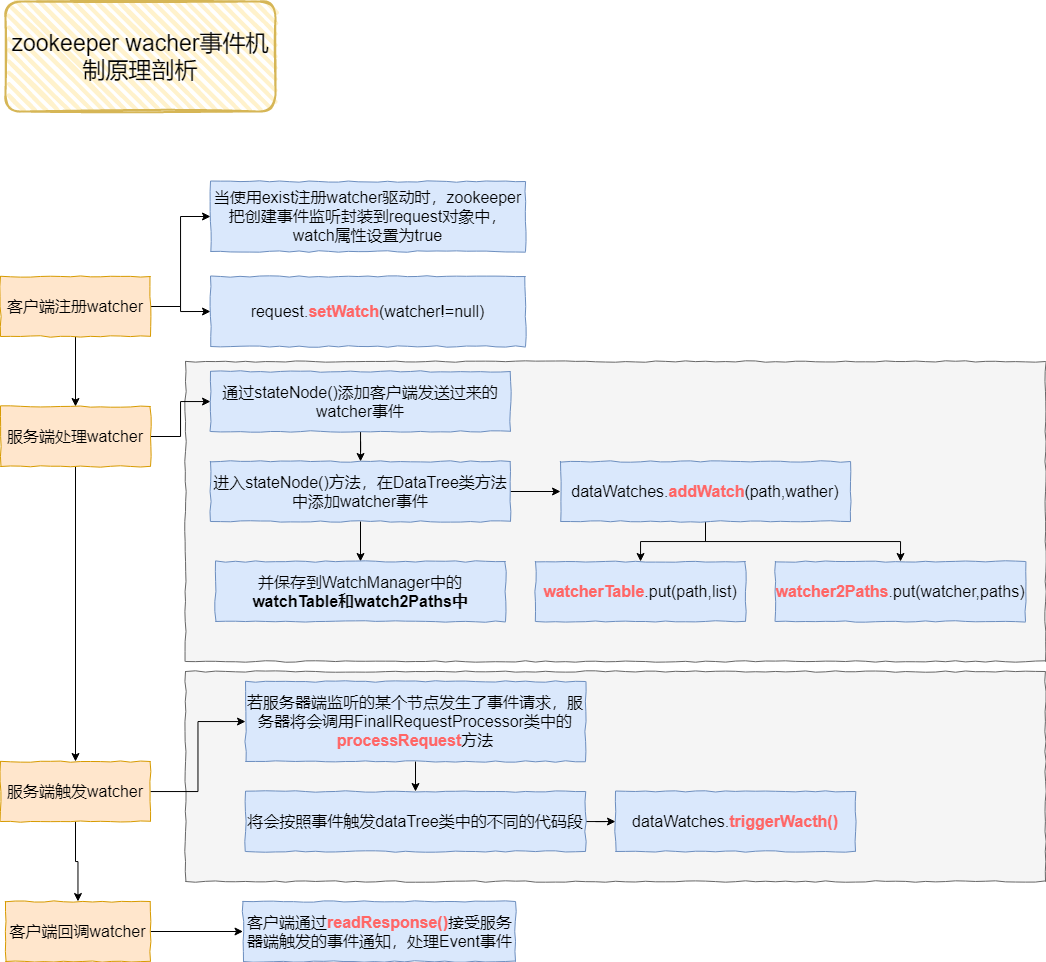 zookeeper wacher事件机
制原理剖析
当使用exist注册watcher驱动时，zookeeper
把创建事件监听封装到request对象中，
watch属性设置为true
客户端注册watcher
request.setWatch(watcher!=null)
服务端处理watcher
通过stateNode()添加客户端发送过来的
watcher事件
进入stateNode()方法，在DataTree类方法
中添加watcher事件
dataWatches.addWatch(path,wather)
并保存到WatchManager中的
watchTable和watch2Paths中
watcherTable.put(path,list)
watcher2Paths.put(watcher,paths)
服务端触发watcher
若服务器端监听的某个节点发生了事件请求，服
务器将会调用FinallRequestProcessor类中的
processRequest方法
将会按照事件触发dataTree类中的不同的代码段
dataWatches.triggerWacth()
客户端回调watcher
客户端通过readResponse()接受服务
器端触发的事件通知，处理Event事件